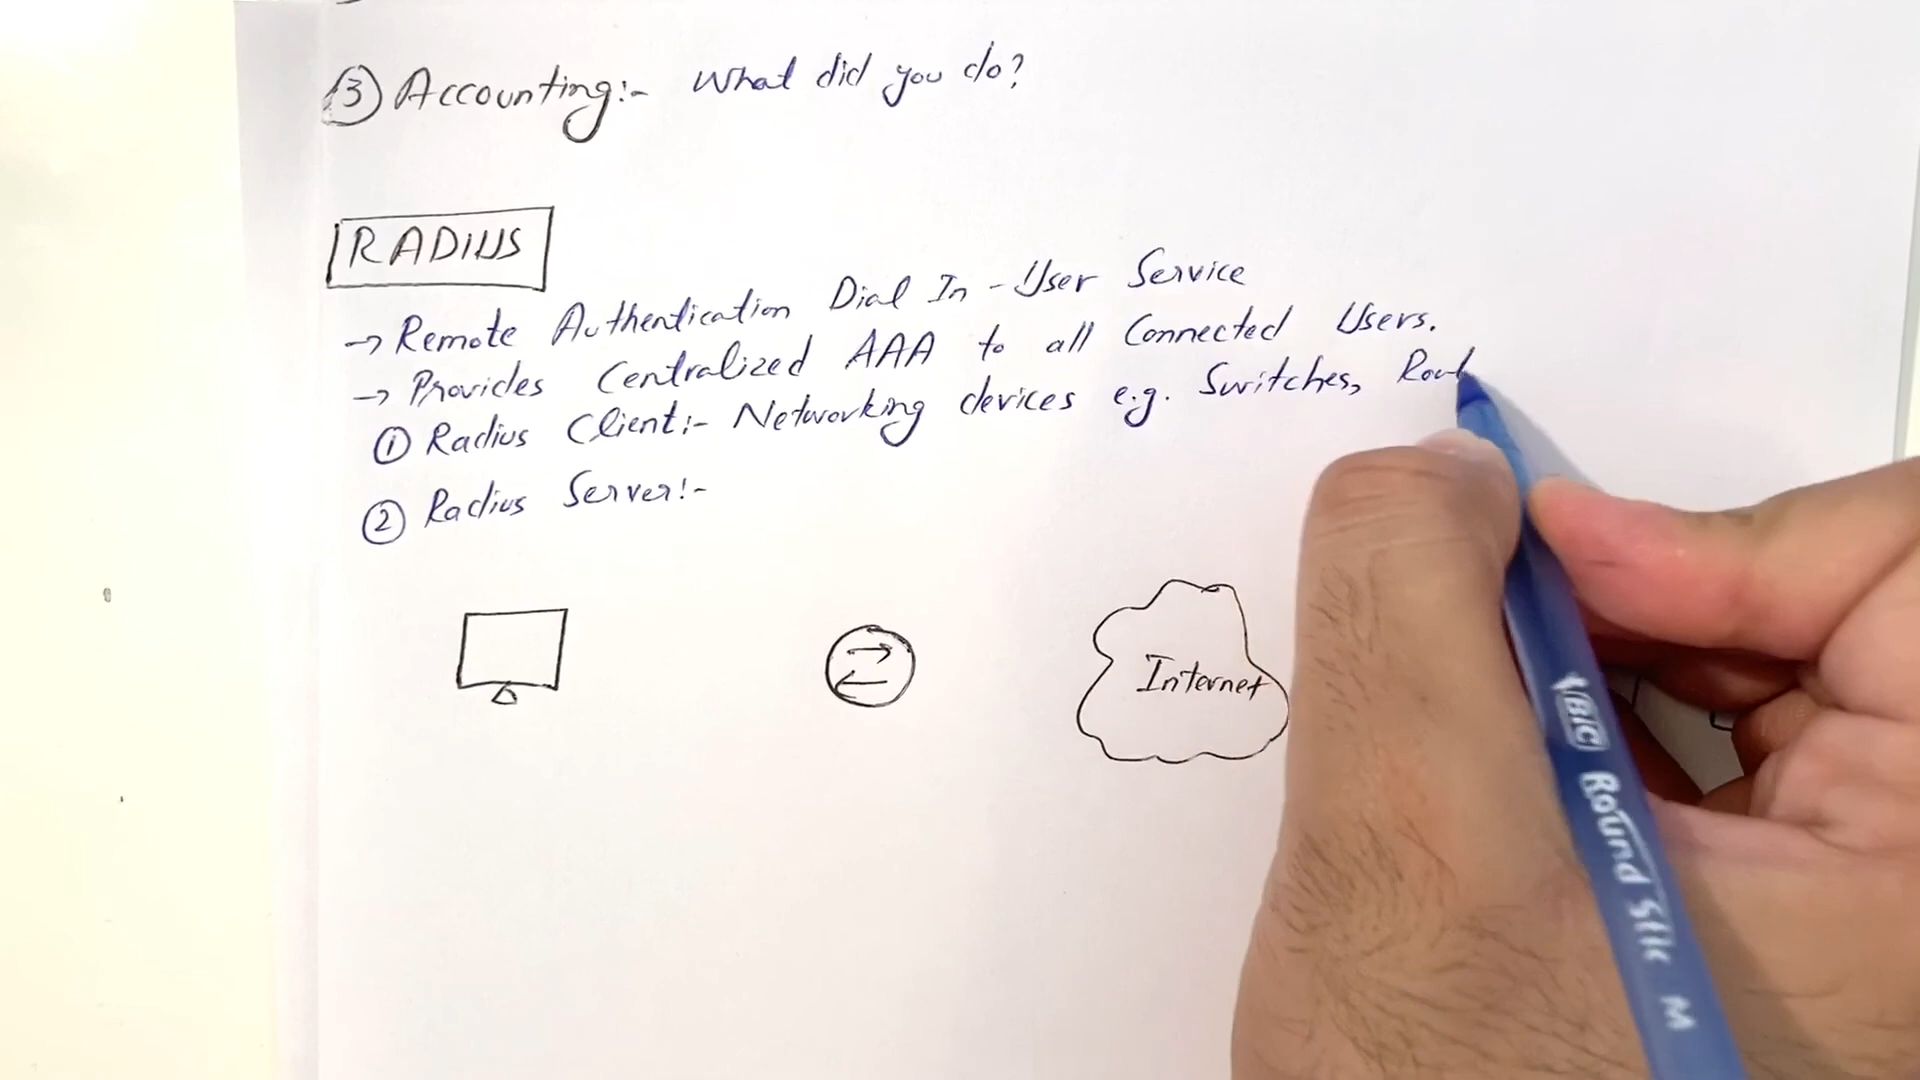 ③ Accounting:- What did you do?
RADIUS
→ Remote Authentication Dial In-User Service
→ Provides Centralized AAA to all Connected Users.
① Radius Client:- Networking devices e.g. Switches, Rout
② Radius Server:-
Internet
BIC Round Stic M